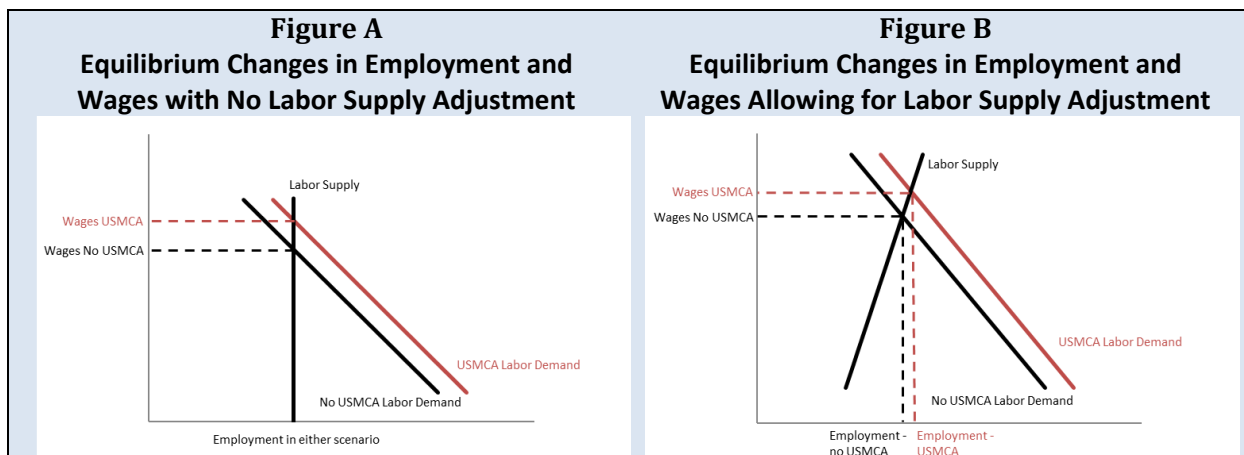 Figure A
Equilibrium Changes in Employment and
Wages with No Labor Supply Adjustment
Labor Supply
Wages USMCA
Wages No USMCA
USMCA Labor Demand
No USMCA Labor Demand
Employment in either scenario
Figure B
Equilibrium Changes in Employment and
Wages Allowing for Labor Supply Adjustment
Labor Supply
Wages USMCA
Wages No USMCA
USMCA Labor Demand
No USMCA Labor Demand
Employment -
no USMCA
Employment -
USMCA